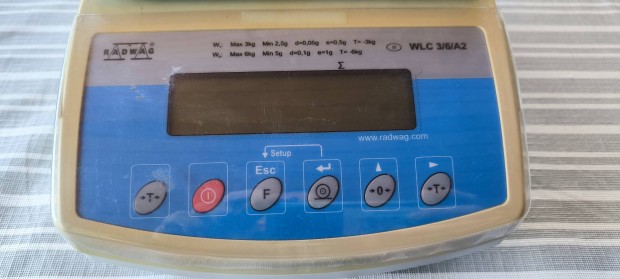 RADWAG®
W₁: Max 3kg Min 2,5g d=0,05g e=0,5g T= -3kg
W₂: Max 6kg Min 5g d=0,1g e=1g T= -6kg
WLC 3/6/A2
Σ
www.radwag.com
Setup
Esc
→T←
F
→0←
→T←